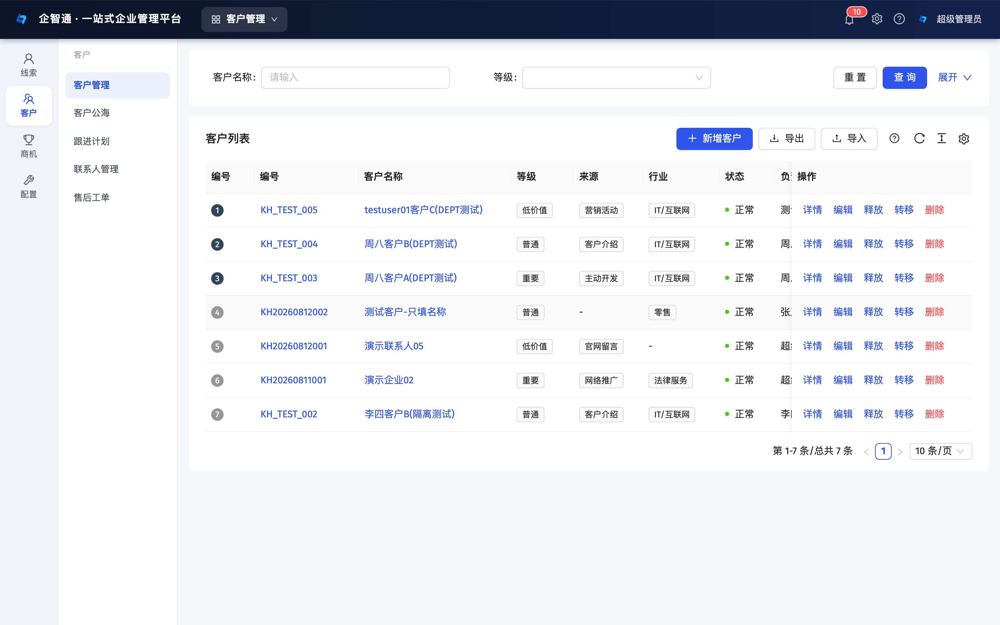 企智通 · 一站式企业管理平台 客户管理 10 超级管理员
线索
客户
商机
配置
客户
客户管理
客户公海
跟进计划
联系人管理
售后工单
客户名称: 请输入 等级: 重 置 查 询 展开
客户列表 新增客户 导出 导入
编号 编号 客户名称 等级 来源 行业 状态 负 操作
1 KH_TEST_005 testuser01客户C(DEPT测试) 低价值 营销活动 IT/互联网 正常 测 详情 编辑 释放 转移 删除
2 KH_TEST_004 周八客户B(DEPT测试) 普通 客户介绍 IT/互联网 正常 周 详情 编辑 释放 转移 删除
3 KH_TEST_003 周八客户A(DEPT测试) 重要 主动开发 IT/互联网 正常 周 详情 编辑 释放 转移 删除
4 KH20260812002 测试客户-只填名称 普通 - 零售 正常 张 详情 编辑 释放 转移 删除
5 KH20260812001 演示联系人05 低价值 官网留言 - 正常 超 详情 编辑 释放 转移 删除
6 KH20260811001 演示企业02 重要 网络推广 法律服务 正常 超 详情 编辑 释放 转移 删除
7 KH_TEST_002 李四客户B(隔离测试) 普通 客户介绍 IT/互联网 正常 李 详情 编辑 释放 转移 删除
第 1-7 条/总共 7 条 1 10 条/页